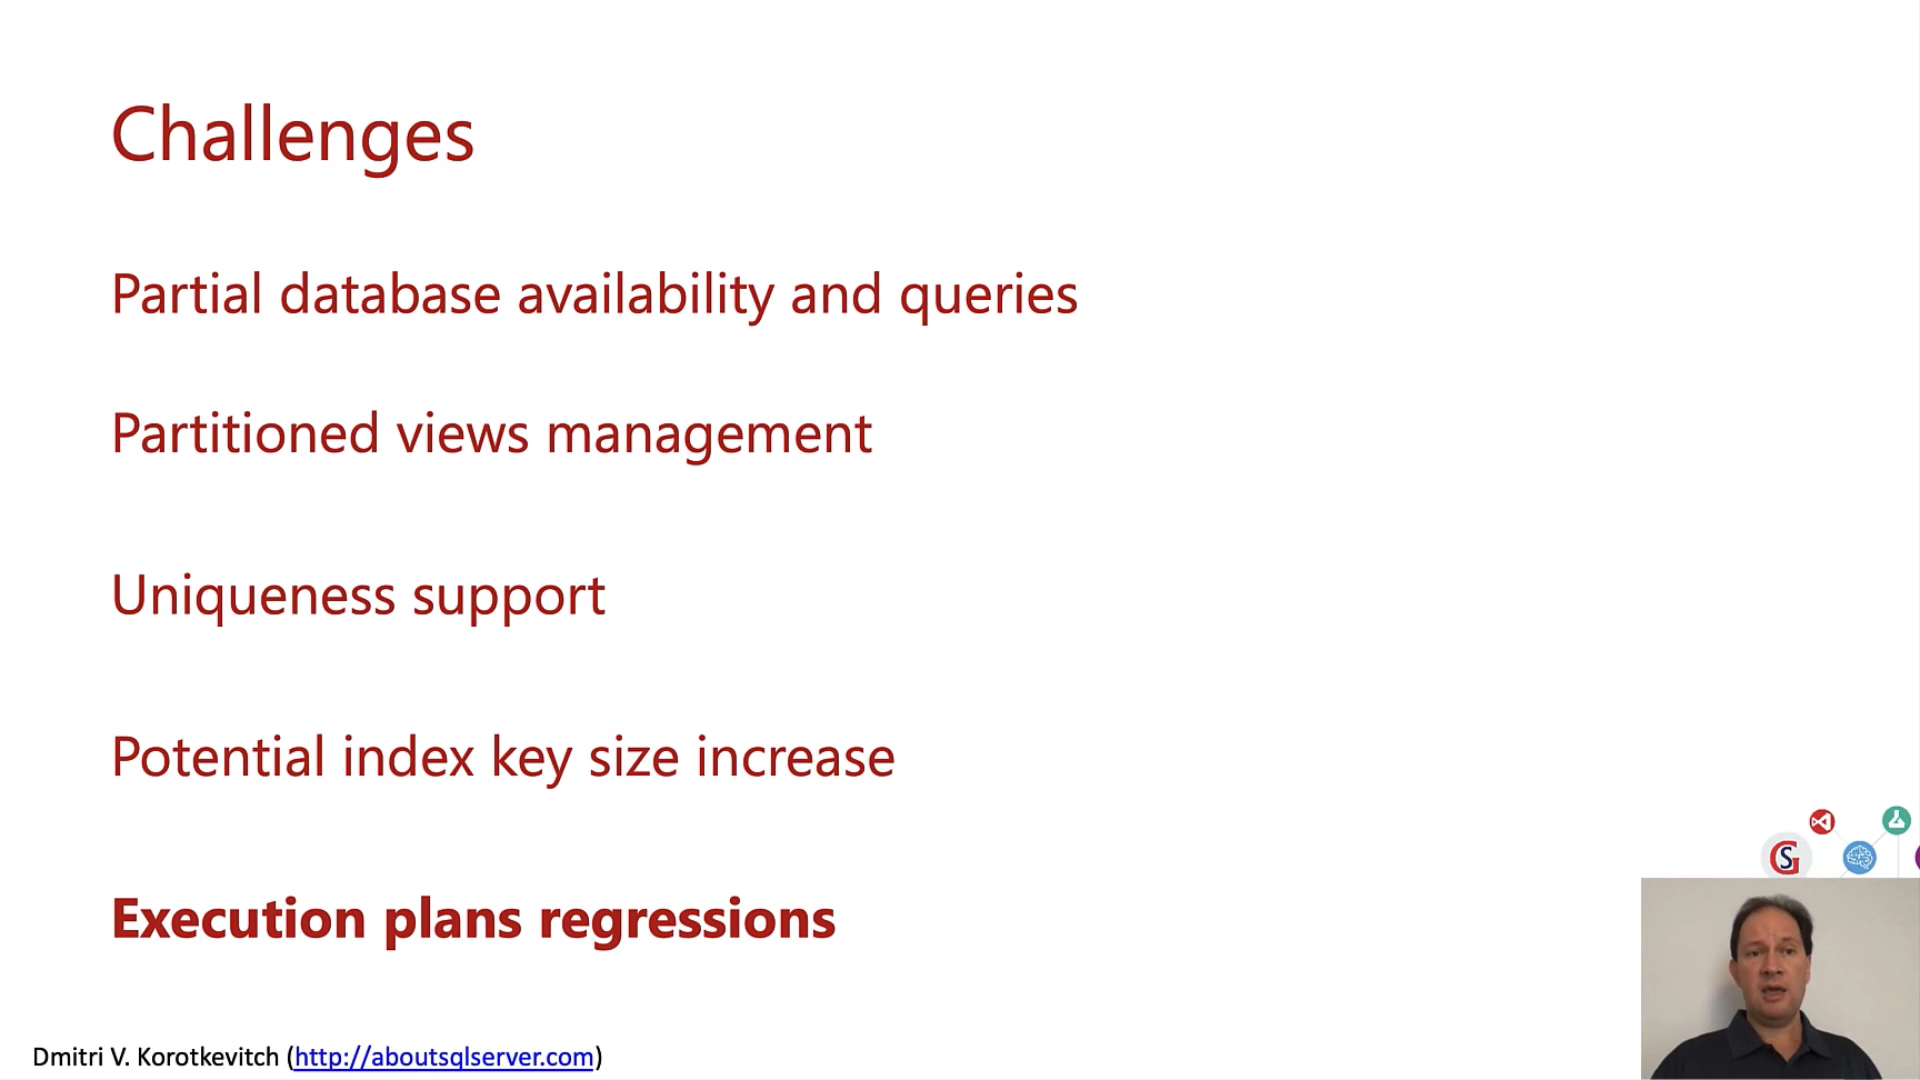 Challenges
Partial database availability and queries
Partitioned views management
Uniqueness support
Potential index key size increase
Execution plans regressions
Dmitri V. Korotkevitch (http://aboutsqlserver.com)